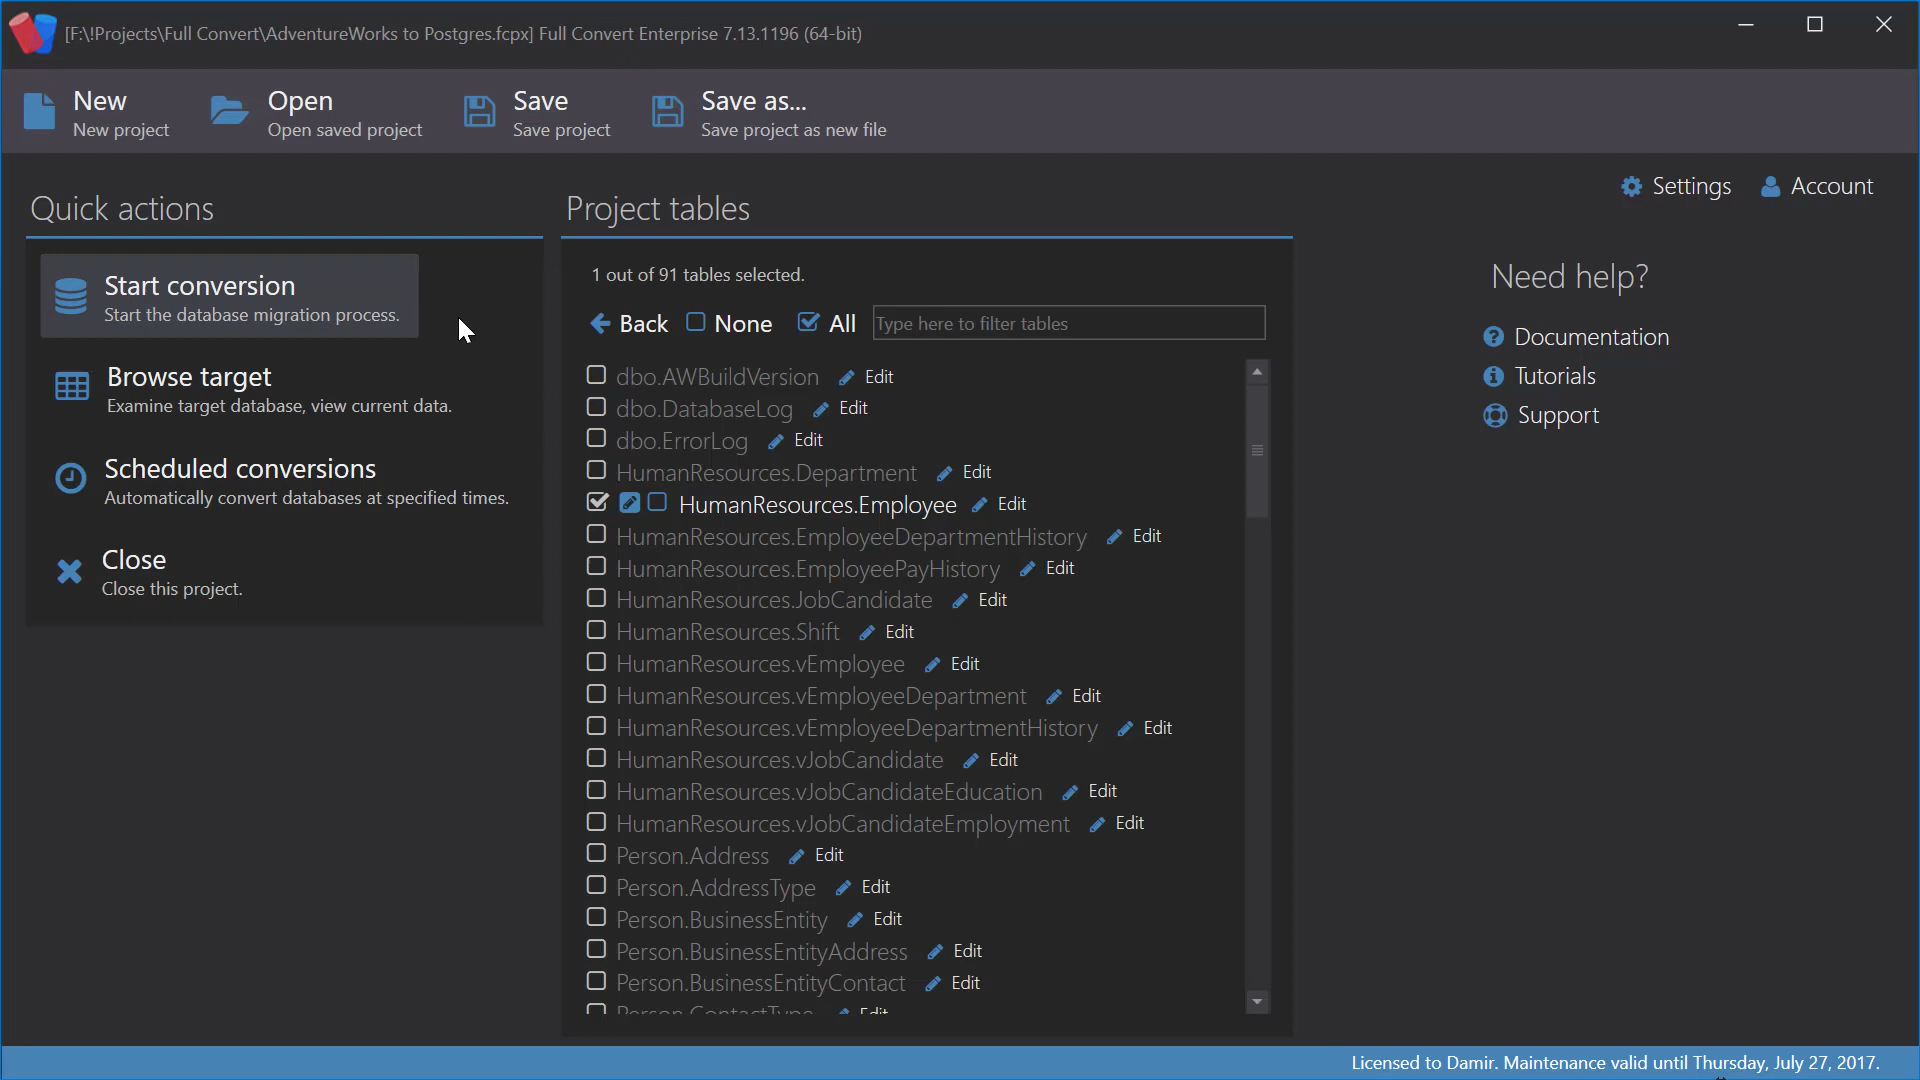 [F:\!Projects\Full Convert\AdventureWorks to Postgres.fcpx] Full Convert Enterprise 7.13.1196 (64-bit)
New
New project
Open
Open saved project
Save
Save project
Save as...
Save project as new file
Settings
Account
Quick actions
Start conversion
Start the database migration process.
Browse target
Examine target database, view current data.
Scheduled conversions
Automatically convert databases at specified times.
Close
Close this project.
Project tables
1 out of 91 tables selected.
Back None All Type here to filter tables
dbo.AWBuildVersion Edit
dbo.DatabaseLog Edit
dbo.ErrorLog Edit
HumanResources.Department Edit
HumanResources.Employee Edit
HumanResources.EmployeeDepartmentHistory Edit
HumanResources.EmployeePayHistory Edit
HumanResources.JobCandidate Edit
HumanResources.Shift Edit
HumanResources.vEmployee Edit
HumanResources.vEmployeeDepartment Edit
HumanResources.vEmployeeDepartmentHistory Edit
HumanResources.vJobCandidate Edit
HumanResources.vJobCandidateEducation Edit
HumanResources.vJobCandidateEmployment Edit
Person.Address Edit
Person.AddressType Edit
Person.BusinessEntity Edit
Person.BusinessEntityAddress Edit
Person.BusinessEntityContact Edit
Person.ContactType Edit
Need help?
Documentation
Tutorials
Support
Licensed to Damir. Maintenance valid until Thursday, July 27, 2017.